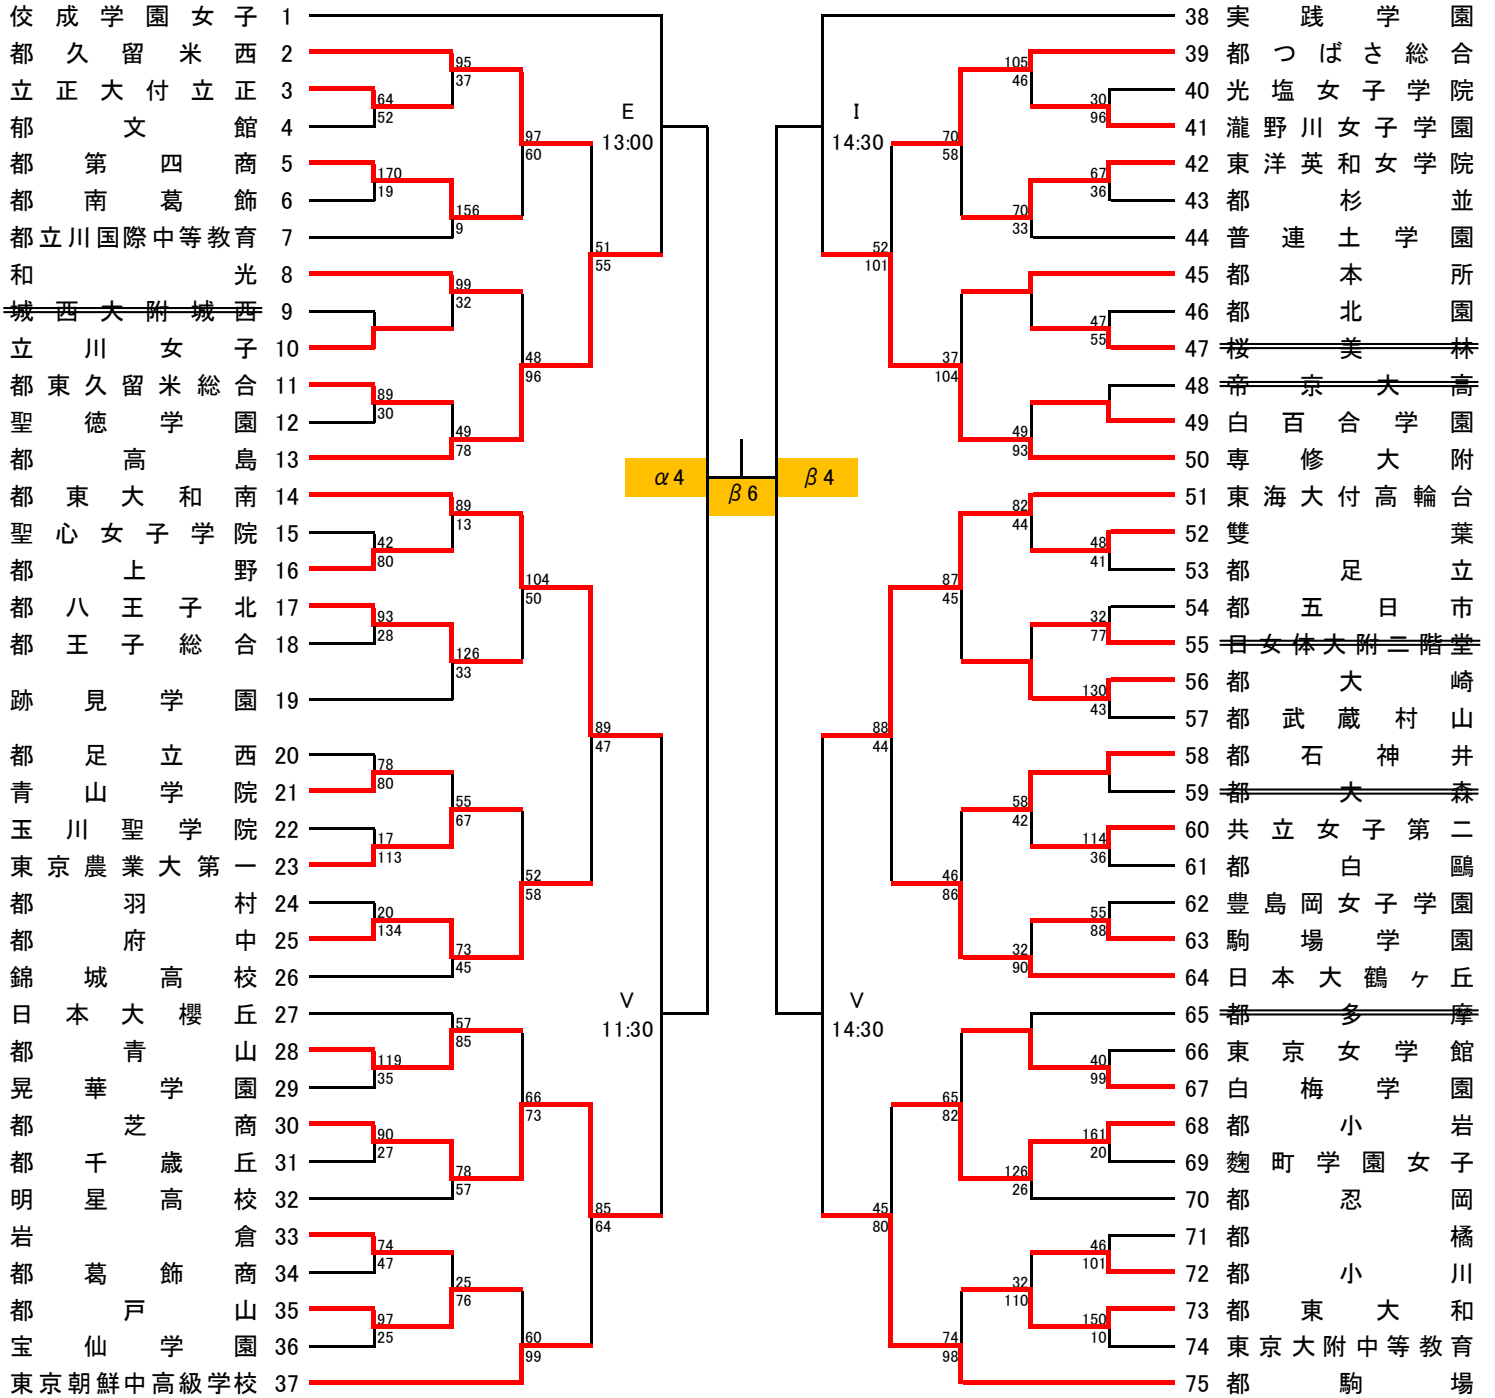 佼成学園女子 1
都久留米西 2
立正大付立正 3
郁文館 4
都第四商 5
都南葛飾 6
都立川国際中等教育 7
和光 8
城西大附城西 9
立川女子 10
都東久留米総合 11
聖徳学園 12
都高島 13
都東大和南 14
聖心女子学院 15
都上野 16
都八王子北 17
都王子総合 18
跡見学園 19
都足立西 20
青山学院 21
玉川聖学院 22
東京農業大第一 23
都羽村 24
都府中 25
錦城高校 26
日本大櫻丘 27
都青山 28
晃華学園 29
都芝商 30
都千歳丘 31
明星高校 32
岩倉 33
都葛飾商 34
都戸山 35
宝仙学園 36
東京朝鮮中高級学校 37
64
52
170
19
89
30
42
80
93
28
78
80
17
113
20
134
119
35
90
27
74
47
97
25
95
37
156
9
99
32
49
78
89
13
126
33
55
67
73
45
57
85
78
57
25
76
97
60
48
96
104
50
52
58
66
73
60
99
51
55
89
47
85
64
E
13:00
V
11:30
α4
β6
β4
I
14:30
V
14:30
52
101
88
44
45
80
70
58
37
104
87
45
46
86
65
82
74
98
105
46
70
33
49
93
82
44
58
42
32
90
126
26
32
110
30
96
67
36
47
55
48
41
32
77
130
43
114
36
55
88
40
99
161
20
46
101
150
10
38 実践学園
39 都つばさ総合
40 光塩女子学院
41 瀧野川女子学園
42 東洋英和女学院
43 都杉並
44 普連土学園
45 都本所
46 都北園
47 桜美林
48 帝京大高
49 白百合学園
50 専修大附
51 東海大付高輪台
52 雙葉
53 都足立
54 都五日市
55 日女体大附二階堂
56 都大崎
57 都武蔵村山
58 都石神井
59 都大森
60 共立女子第二
61 都白鷗
62 豊島岡女子学園
63 駒場学園
64 日本大鶴ヶ丘
65 都多摩
66 東京女学館
67 白梅学園
68 都小岩
69 麴町学園女子
70 都忍岡
71 都橘
72 都小川
73 都東大和
74 東京大附中等教育
75 都駒場